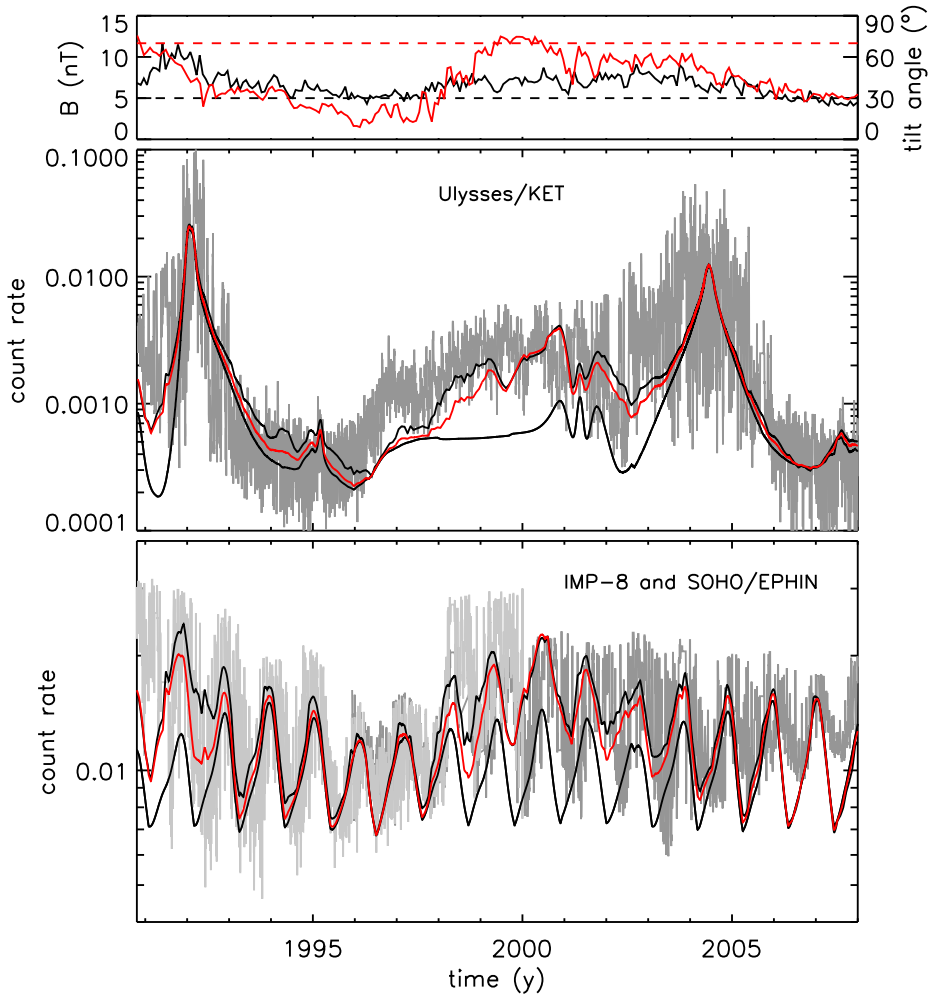 15
10
5
0
B (nT)
90
60
30
0
tilt angle (°)
Ulysses/KET
0.1000
0.0100
0.0010
0.0001
count rate
IMP-8 and SOHO/EPHIN
0.01
count rate
1995 2000 2005
time (y)